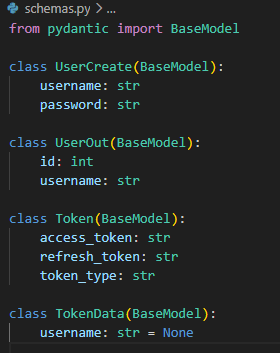 schemas.py > ...
from pydantic import BaseModel

class UserCreate(BaseModel):
    username: str
    password: str

class UserOut(BaseModel):
    id: int
    username: str

class Token(BaseModel):
    access_token: str
    refresh_token: str
    token_type: str

class TokenData(BaseModel):
    username: str = None